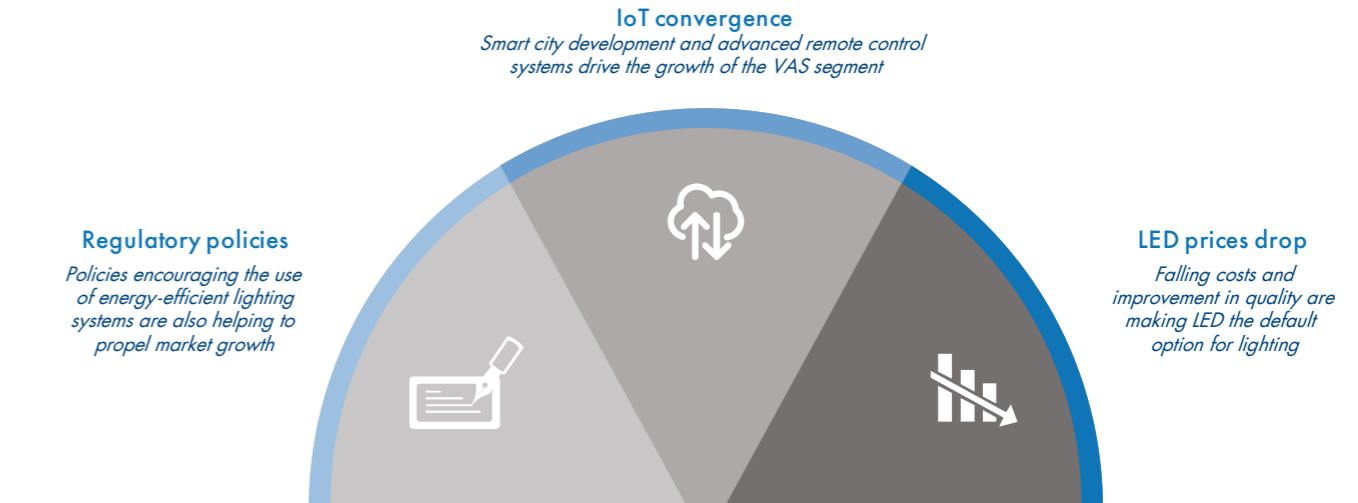 IoT convergence
Smart city development and advanced remote control
systems drive the growth of the VAS segment
Regulatory policies
Policies encouraging the use
of energy-efficient lighting
systems are also helping to
propel market growth
LED prices drop
Falling costs and
improvement in quality are
making LED the default
option for lighting